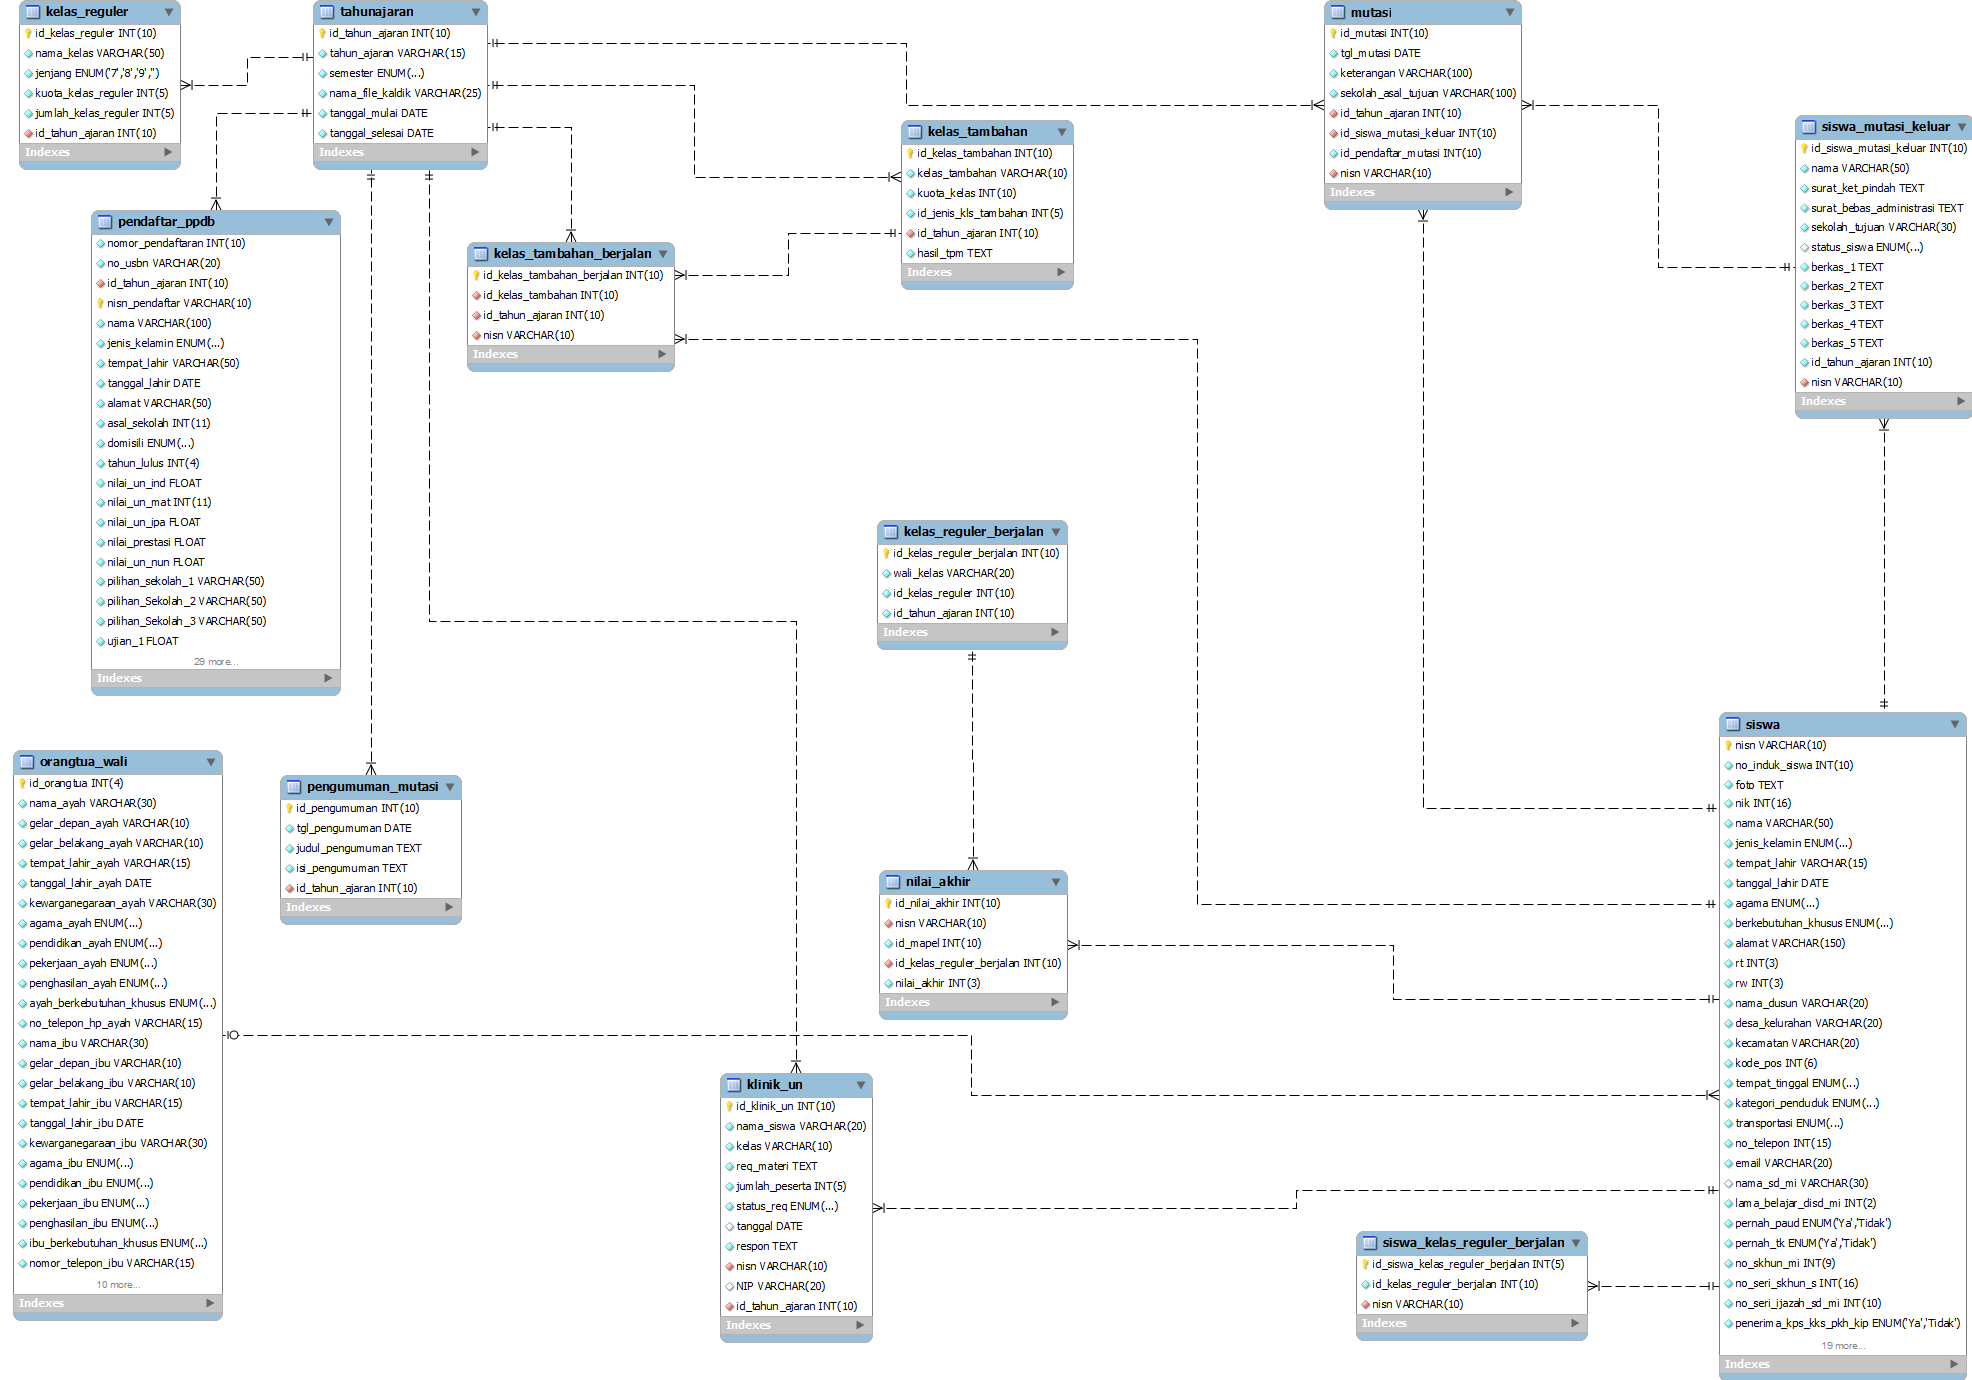 kelas_reguler
id_kelas_reguler INT(10)
nama_kelas VARCHAR(50)
jenjang ENUM('7','8','9','')
kuota_kelas_reguler INT(5)
jumlah_kelas_reguler INT(5)
id_tahun_ajaran INT(10)
Indexes
tahunajaran
id_tahun_ajaran INT(10)
tahun_ajaran VARCHAR(15)
semester ENUM(...)
nama_file_kaldik VARCHAR(25)
tanggal_mulai DATE
tanggal_selesai DATE
Indexes
mutasi
id_mutasi INT(10)
tgl_mutasi DATE
keterangan VARCHAR(100)
sekolah_asal_tujuan VARCHAR(100)
id_tahun_ajaran INT(10)
id_siswa_mutasi_keluar INT(10)
id_pendaftar_mutasi INT(10)
nisn VARCHAR(10)
Indexes
siswa_mutasi_keluar
id_siswa_mutasi_keluar INT(10)
nama VARCHAR(50)
surat_ket_pindah TEXT
surat_bebas_administrasi TEXT
sekolah_tujuan VARCHAR(30)
status_siswa ENUM(...)
berkas_1 TEXT
berkas_2 TEXT
berkas_3 TEXT
berkas_4 TEXT
berkas_5 TEXT
id_tahun_ajaran INT(10)
nisn VARCHAR(10)
Indexes
kelas_tambahan
id_kelas_tambahan INT(10)
kelas_tambahan VARCHAR(10)
kuota_kelas INT(10)
id_jenis_kls_tambahan INT(5)
id_tahun_ajaran INT(10)
hasil_tpm TEXT
Indexes
pendaftar_ppdb
nomor_pendaftaran INT(10)
no_usbn VARCHAR(20)
id_tahun_ajaran INT(10)
nisn_pendaftar VARCHAR(10)
nama VARCHAR(100)
jenis_kelamin ENUM(...)
tempat_lahir VARCHAR(50)
tanggal_lahir DATE
alamat VARCHAR(50)
asal_sekolah INT(11)
domisili ENUM(...)
tahun_lulus INT(4)
nilai_un_ind FLOAT
nilai_un_mat INT(11)
nilai_un_ipa FLOAT
nilai_prestasi FLOAT
nilai_un_nun FLOAT
pilihan_sekolah_1 VARCHAR(50)
pilihan_Sekolah_2 VARCHAR(50)
pilihan_Sekolah_3 VARCHAR(50)
ujian_1 FLOAT
29 more...
Indexes
kelas_tambahan_berjalan
id_kelas_tambahan_berjalan INT(10)
id_kelas_tambahan INT(10)
id_tahun_ajaran INT(10)
nisn VARCHAR(10)
Indexes
kelas_reguler_berjalan
id_kelas_reguler_berjalan INT(10)
wali_kelas VARCHAR(20)
id_kelas_reguler INT(10)
id_tahun_ajaran INT(10)
Indexes
siswa
nisn VARCHAR(10)
no_induk_siswa INT(10)
foto TEXT
nik INT(16)
nama VARCHAR(50)
jenis_kelamin ENUM(...)
tempat_lahir VARCHAR(15)
tanggal_lahir DATE
agama ENUM(...)
berkebutuhan_khusus ENUM(...)
alamat VARCHAR(150)
rt INT(3)
rw INT(3)
nama_dusun VARCHAR(20)
desa_kelurahan VARCHAR(20)
kecamatan VARCHAR(20)
kode_pos INT(6)
tempat_tinggal ENUM(...)
kategori_penduduk ENUM(...)
transportasi ENUM(...)
no_telepon INT(15)
email VARCHAR(20)
nama_sd_mi VARCHAR(30)
lama_belajar_disd_mi INT(2)
pernah_paud ENUM('Ya','Tidak')
pernah_tk ENUM('Ya','Tidak')
no_skhun_mi INT(9)
no_seri_skhun_s INT(16)
no_seri_ijazah_sd_mi INT(10)
penerima_kps_kks_pkh_kip ENUM('Ya','Tidak')
19 more...
Indexes
orangtua_wali
id_orangtua INT(4)
nama_ayah VARCHAR(30)
gelar_depan_ayah VARCHAR(10)
gelar_belakang_ayah VARCHAR(10)
tempat_lahir_ayah VARCHAR(15)
tanggal_lahir_ayah DATE
kewarganegaraan_ayah VARCHAR(30)
agama_ayah ENUM(...)
pendidikan_ayah ENUM(...)
pekerjaan_ayah ENUM(...)
penghasilan_ayah ENUM(...)
ayah_berkebutuhan_khusus ENUM(...)
no_telepon_hp_ayah VARCHAR(15)
nama_ibu VARCHAR(30)
gelar_depan_ibu VARCHAR(10)
gelar_belakang_ibu VARCHAR(10)
tempat_lahir_ibu VARCHAR(15)
tanggal_lahir_ibu DATE
kewarganegaraan_ibu VARCHAR(30)
agama_ibu ENUM(...)
pendidikan_ibu ENUM(...)
pekerjaan_ibu ENUM(...)
penghasilan_ibu ENUM(...)
ibu_berkebutuhan_khusus ENUM(...)
nomor_telepon_ibu VARCHAR(15)
10 more...
Indexes
pengumuman_mutasi
id_pengumuman INT(10)
tgl_pengumuman DATE
judul_pengumuman TEXT
isi_pengumuman TEXT
id_tahun_ajaran INT(10)
Indexes
nilai_akhir
id_nilai_akhir INT(10)
nisn VARCHAR(10)
id_mapel INT(10)
id_kelas_reguler_berjalan INT(10)
nilai_akhir INT(3)
Indexes
klinik_un
id_klinik_un INT(10)
nama_siswa VARCHAR(20)
kelas VARCHAR(10)
req_materi TEXT
jumlah_peserta INT(5)
status_req ENUM(...)
tanggal DATE
respon TEXT
nisn VARCHAR(10)
NIP VARCHAR(20)
id_tahun_ajaran INT(10)
Indexes
siswa_kelas_reguler_berjalan
id_siswa_kelas_reguler_berjalan INT(5)
id_kelas_reguler_berjalan INT(10)
nisn VARCHAR(10)
Indexes